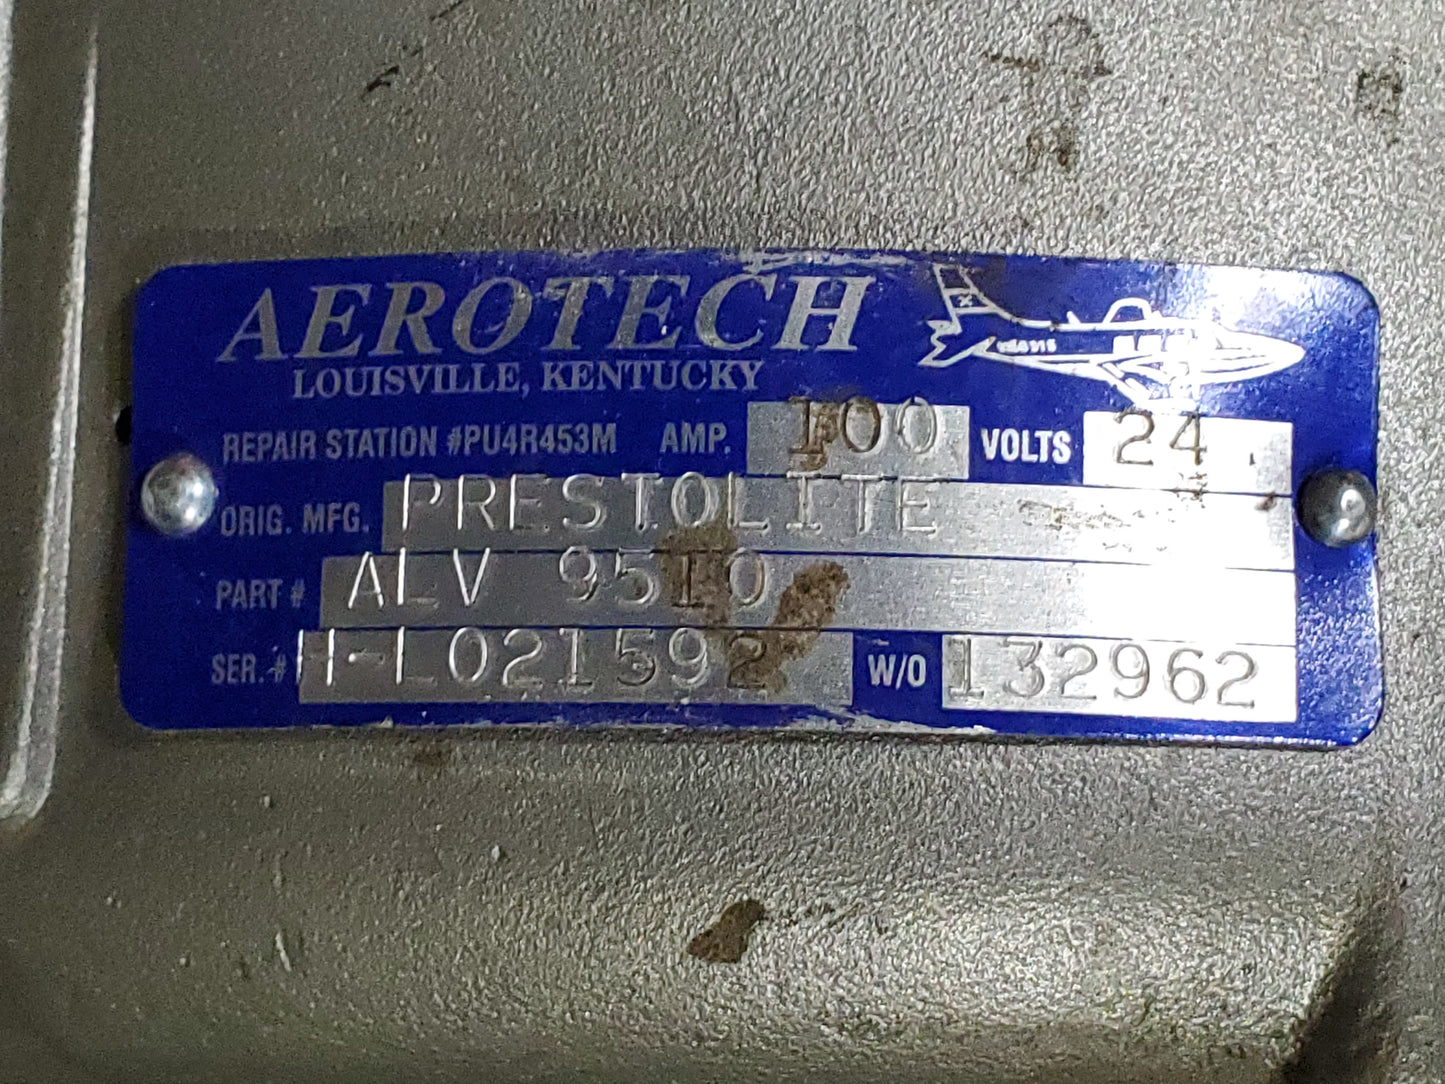 AEROTECH
LOUISVILLE, KENTUCKY
REPAIR STATION #PU4R453M AMP. 100 VOLTS 24
ORIG. MFG. PRESTOLITE
PART # ALV 9510
SER. # H-L021592 W/O 132962